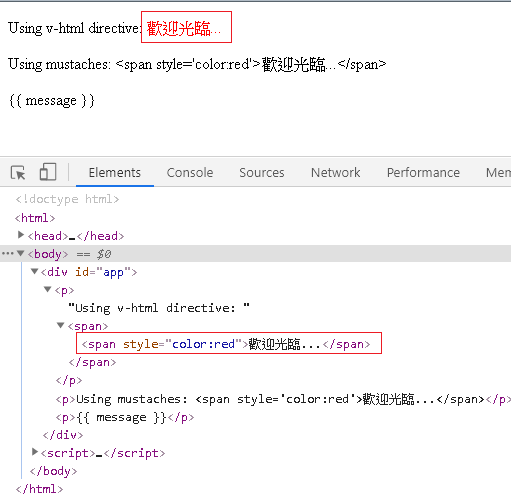 Using v-html directive: 歡迎光臨...
Using mustaches: <span style='color:red'>歡迎光臨...</span>
{{ message }}
Elements Console Sources Network Performance Mem
<!doctype html>
<html>
<head>…</head>
<body> == $0
<div id="app">
<p>
"Using v-html directive: "
<span>
<span style="color:red">歡迎光臨...</span>
</span>
</p>
<p>Using mustaches: <span style='color:red'>歡迎光臨...</span></p>
<p>{{ message }}</p>
</div>
<script>…</script>
</body>
</html>